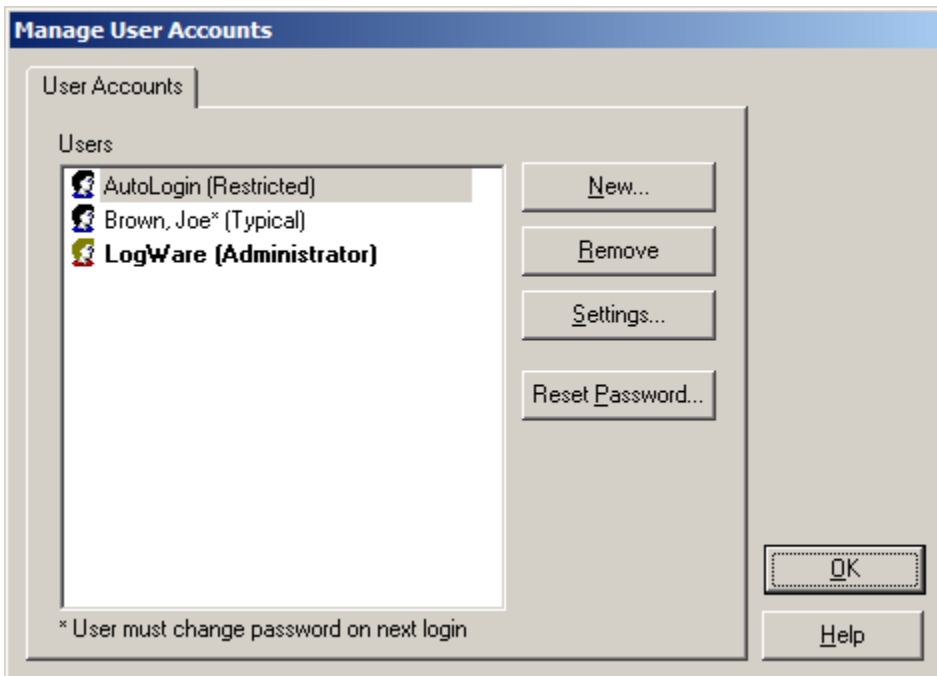 Manage User Accounts
User Accounts
Users
AutoLogin (Restricted)
Brown, Joe* (Typical)
LogWare (Administrator)
New...
Remove
Settings...
Reset Password...
* User must change password on next login
OK
Help